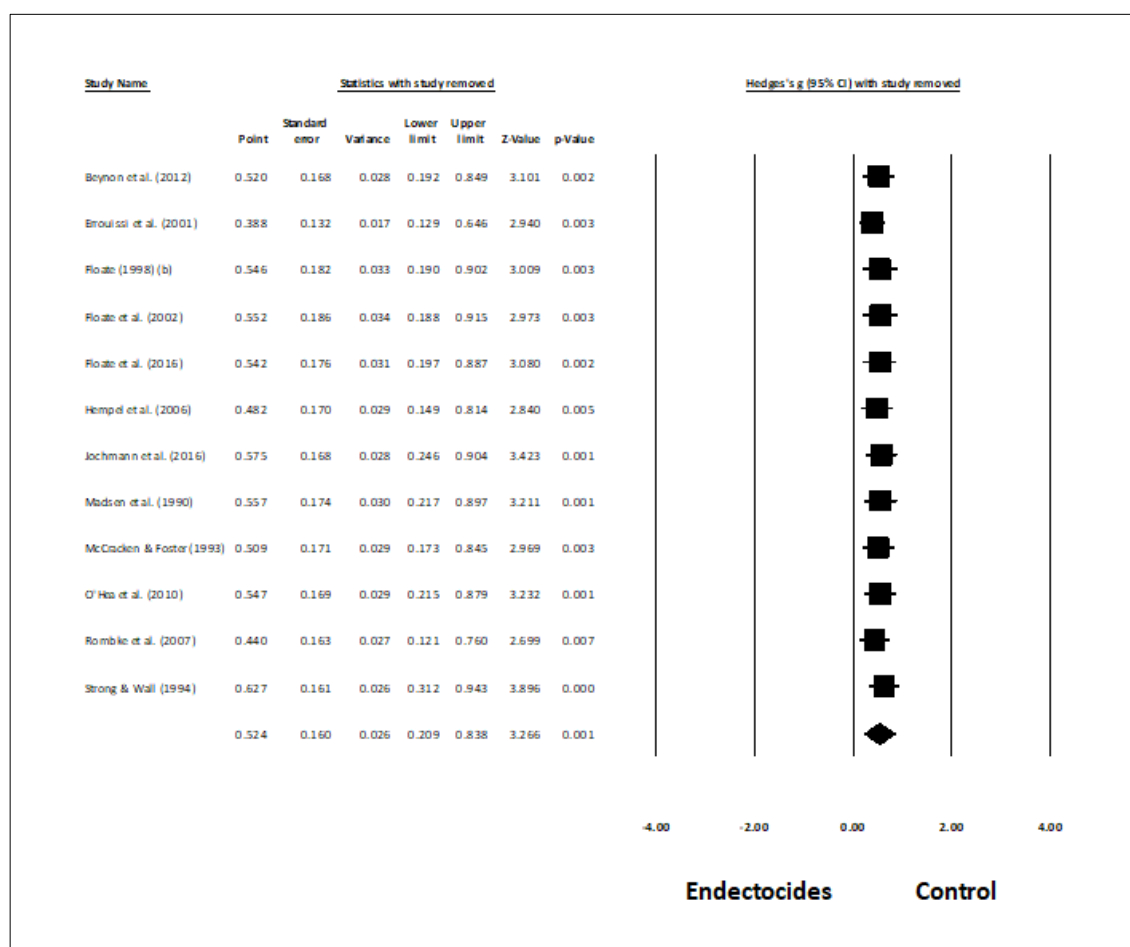 Study Name Statistics with study removed Hedges's g (95% CI) with study removed
Standard Lower Upper
Point error Variance limit limit Z-Value p-Value
Beynon et al. (2012) 0.520 0.168 0.028 0.192 0.849 3.101 0.002
Errouissi et al. (2001) 0.388 0.132 0.017 0.129 0.646 2.940 0.003
Floate (1998) (b) 0.546 0.182 0.033 0.190 0.902 3.009 0.003
Floate et al. (2002) 0.552 0.186 0.034 0.188 0.915 2.973 0.003
Floate et al. (2016) 0.542 0.176 0.031 0.197 0.887 3.080 0.002
Hempel et al. (2006) 0.482 0.170 0.029 0.149 0.814 2.840 0.005
Jochmann et al. (2016) 0.575 0.168 0.028 0.246 0.904 3.423 0.001
Madsen et al. (1990) 0.557 0.174 0.030 0.217 0.897 3.211 0.001
McCracken & Foster (1993) 0.509 0.171 0.029 0.173 0.845 2.969 0.003
O'Hea et al. (2010) 0.547 0.169 0.029 0.215 0.879 3.232 0.001
Rombke et al. (2007) 0.440 0.163 0.027 0.121 0.760 2.699 0.007
Strong & Wall (1994) 0.627 0.161 0.026 0.312 0.943 3.896 0.000
0.524 0.160 0.026 0.209 0.838 3.266 0.001
-4.00 -2.00 0.00 2.00 4.00
Endectocides Control